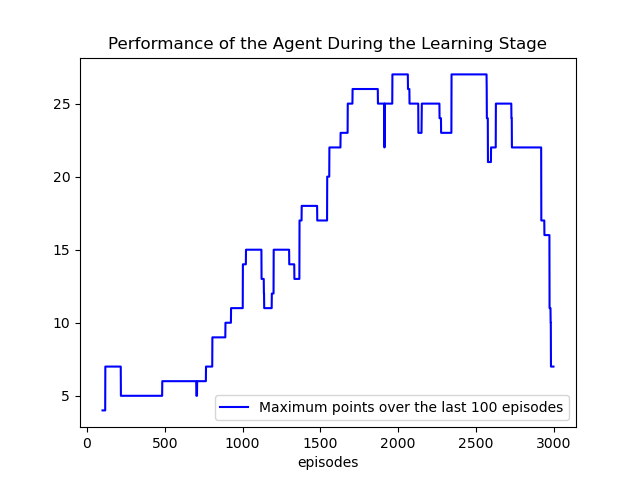 Performance of the Agent During the Learning Stage
25
20
15
10
5
Maximum points over the last 100 episodes
0 500 1000 1500 2000 2500 3000
episodes